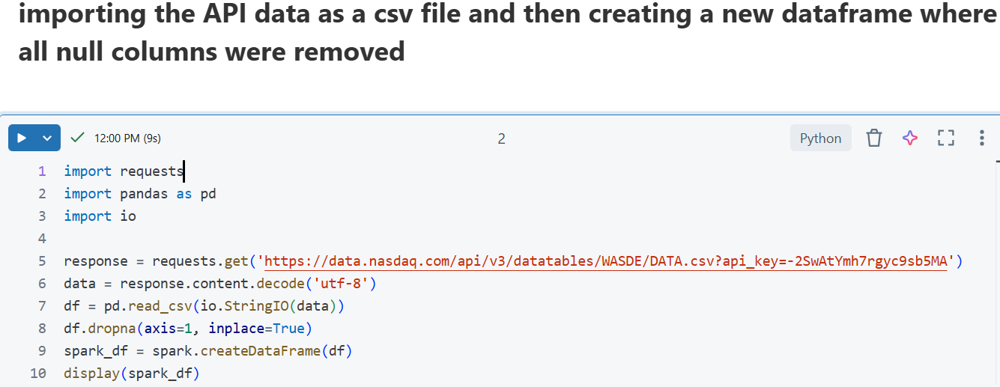 importing the API data as a csv file and then creating a new dataframe where
all null columns were removed
12:00 PM (9s)
2
Python
1 import requests
2 import pandas as pd
3 import io
4
5 response = requests.get('https://data.nasdaq.com/api/v3/datatables/WASDE/DATA.csv?api_key=-2SwAtYmh7rgyc9sb5MA')
6 data = response.content.decode('utf-8')
7 df = pd.read_csv(io.StringIO(data))
8 df.dropna(axis=1, inplace=True)
9 spark_df = spark.createDataFrame(df)
10 display(spark_df)